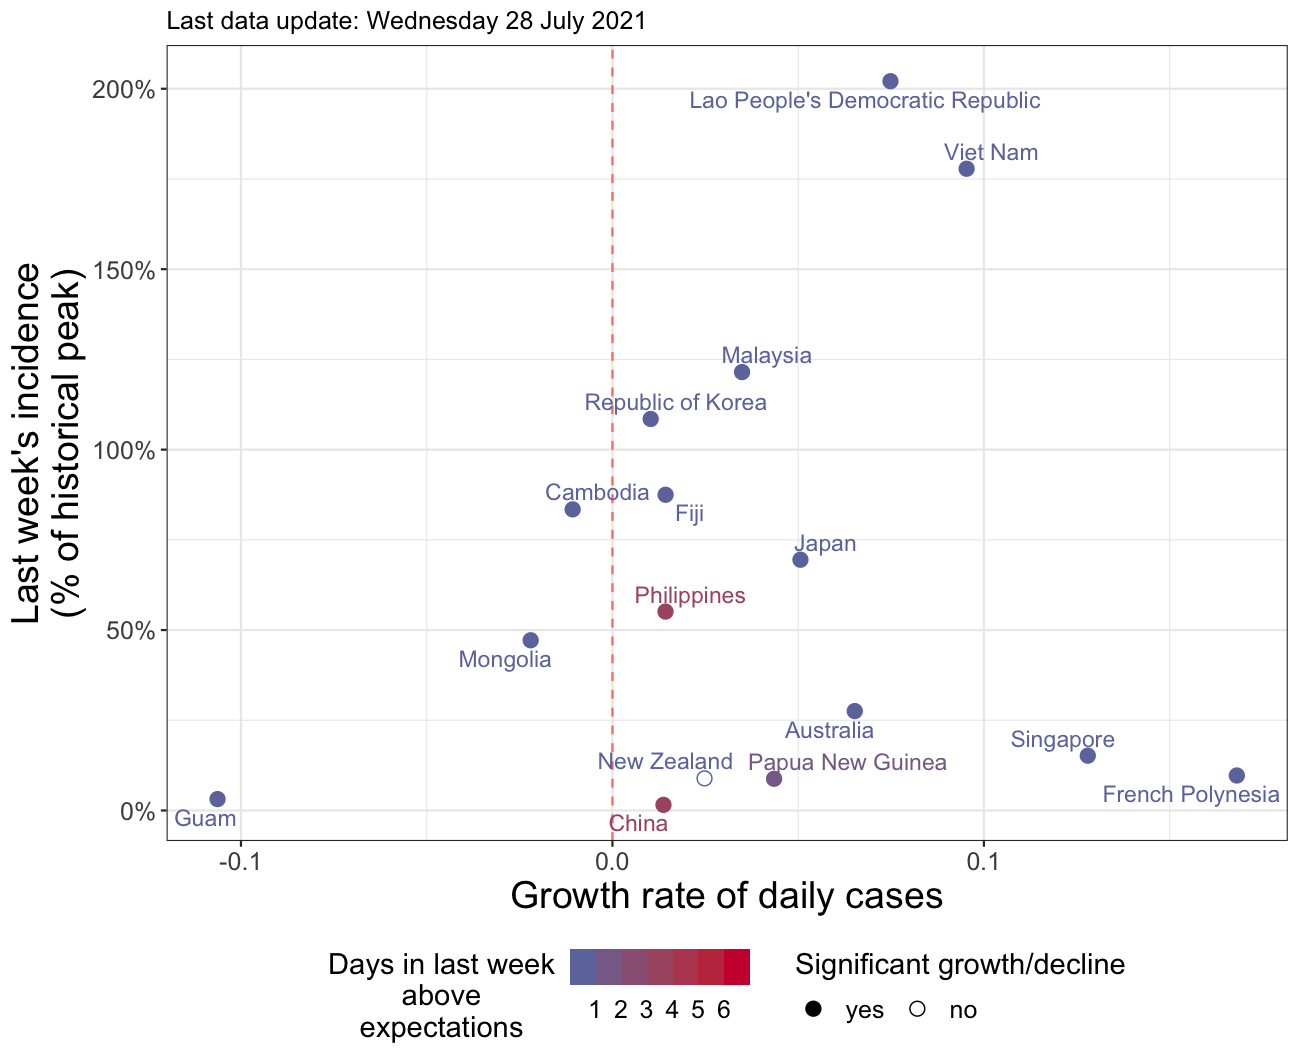 Last data update: Wednesday 28 July 2021
200%
150%
100%
50%
0%
Last week's incidence
(% of historical peak)
Lao People's Democratic Republic
Viet Nam
Malaysia
Republic of Korea
Cambodia
Fiji
Japan
Philippines
Mongolia
Australia
Singapore
New Zealand
Papua New Guinea
French Polynesia
Guam
China
-0.1
0.0
0.1
Growth rate of daily cases
Days in last week
above
expectations
1 2 3 4 5 6
Significant growth/decline
yes
no